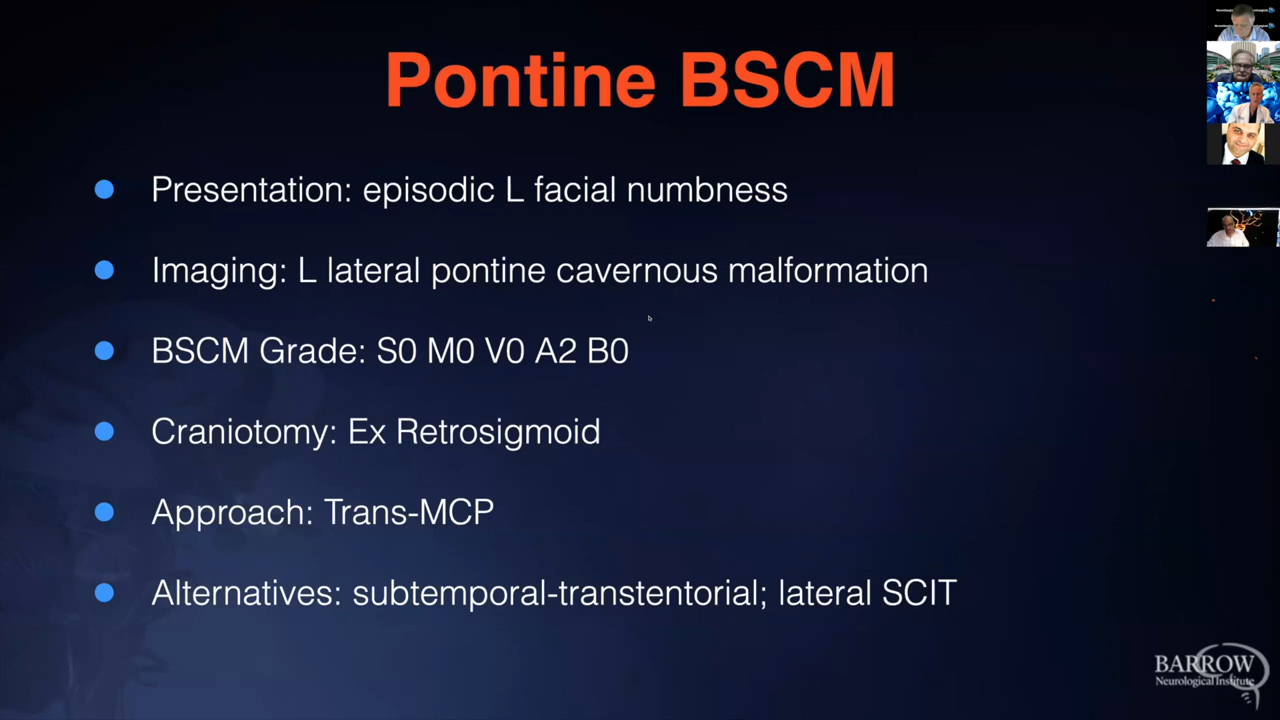 Pontine BSCM
Presentation: episodic L facial numbness
Imaging: L lateral pontine cavernous malformation
BSCM Grade: S0 M0 V0 A2 B0
Craniotomy: Ex Retrosigmoid
Approach: Trans-MCP
Alternatives: subtemporal-transtentorial; lateral SCIT
BARROW
Neurological Institute